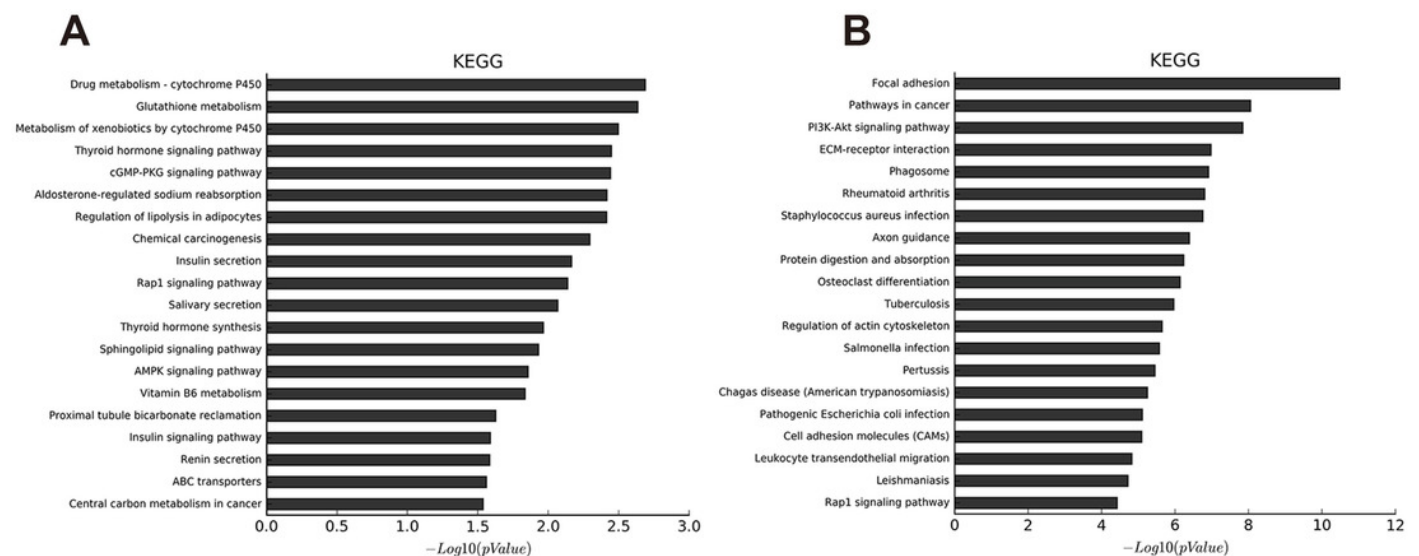 A
KEGG
Drug metabolism - cytochrome P450
Glutathione metabolism
Metabolism of xenobiotics by cytochrome P450
Thyroid hormone signaling pathway
cGMP-PKG signaling pathway
Aldosterone-regulated sodium reabsorption
Regulation of lipolysis in adipocytes
Chemical carcinogenesis
Insulin secretion
Rap1 signaling pathway
Salivary secretion
Thyroid hormone synthesis
Sphingolipid signaling pathway
AMPK signaling pathway
Vitamin B6 metabolism
Proximal tubule bicarbonate reclamation
Insulin signaling pathway
Renin secretion
ABC transporters
Central carbon metabolism in cancer
0.0 0.5 1.0 1.5 2.0 2.5 3.0
−Log10(pValue)
B
KEGG
Focal adhesion
Pathways in cancer
PI3K-Akt signaling pathway
ECM-receptor interaction
Phagosome
Rheumatoid arthritis
Staphylococcus aureus infection
Axon guidance
Protein digestion and absorption
Osteoclast differentiation
Tuberculosis
Regulation of actin cytoskeleton
Salmonella infection
Pertussis
Chagas disease (American trypanosomiasis)
Pathogenic Escherichia coli infection
Cell adhesion molecules (CAMs)
Leukocyte transendothelial migration
Leishmaniasis
Rap1 signaling pathway
0 2 4 6 8 10 12
−Log10(pValue)